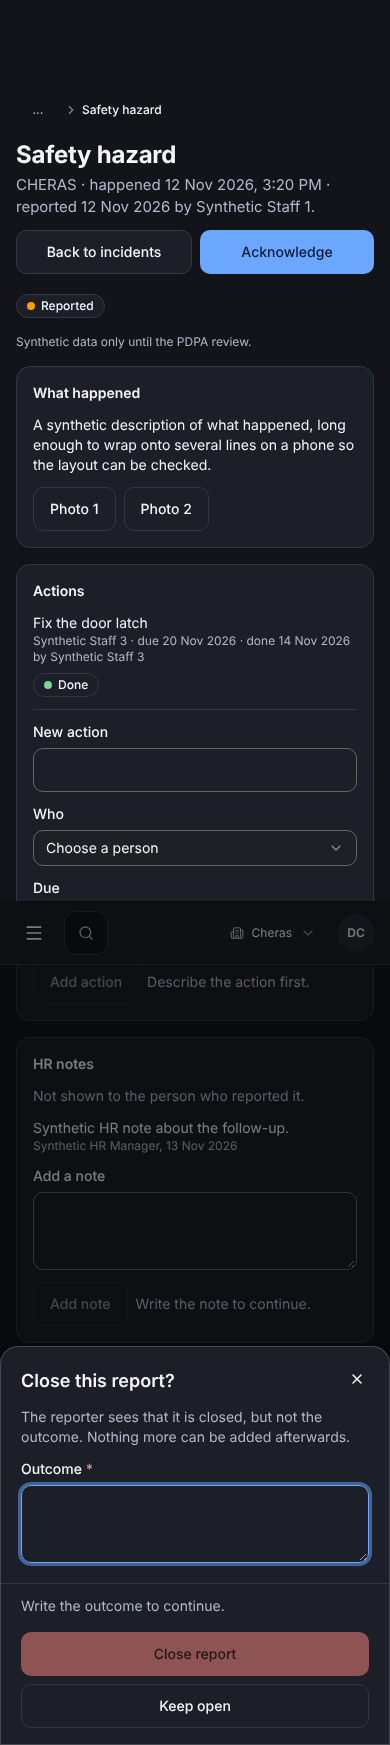 ... > Safety hazard
Safety hazard
CHERAS · happened 12 Nov 2026, 3:20 PM ·
reported 12 Nov 2026 by Synthetic Staff 1.
Back to incidents
Acknowledge
Reported
Synthetic data only until the PDPA review.
What happened
A synthetic description of what happened, long
enough to wrap onto several lines on a phone so
the layout can be checked.
Photo 1
Photo 2
Actions
Fix the door latch
Synthetic Staff 3 · due 20 Nov 2026 · done 14 Nov 2026
by Synthetic Staff 3
Done
New action
Who
Choose a person
Due
Cheras
DC
Add action
Describe the action first.
HR notes
Not shown to the person who reported it.
Synthetic HR note about the follow-up.
Synthetic HR Manager, 13 Nov 2026
Add a note
Add note
Write the note to continue.
Close this report?
The reporter sees that it is closed, but not the
outcome. Nothing more can be added afterwards.
Outcome *
Write the outcome to continue.
Close report
Keep open